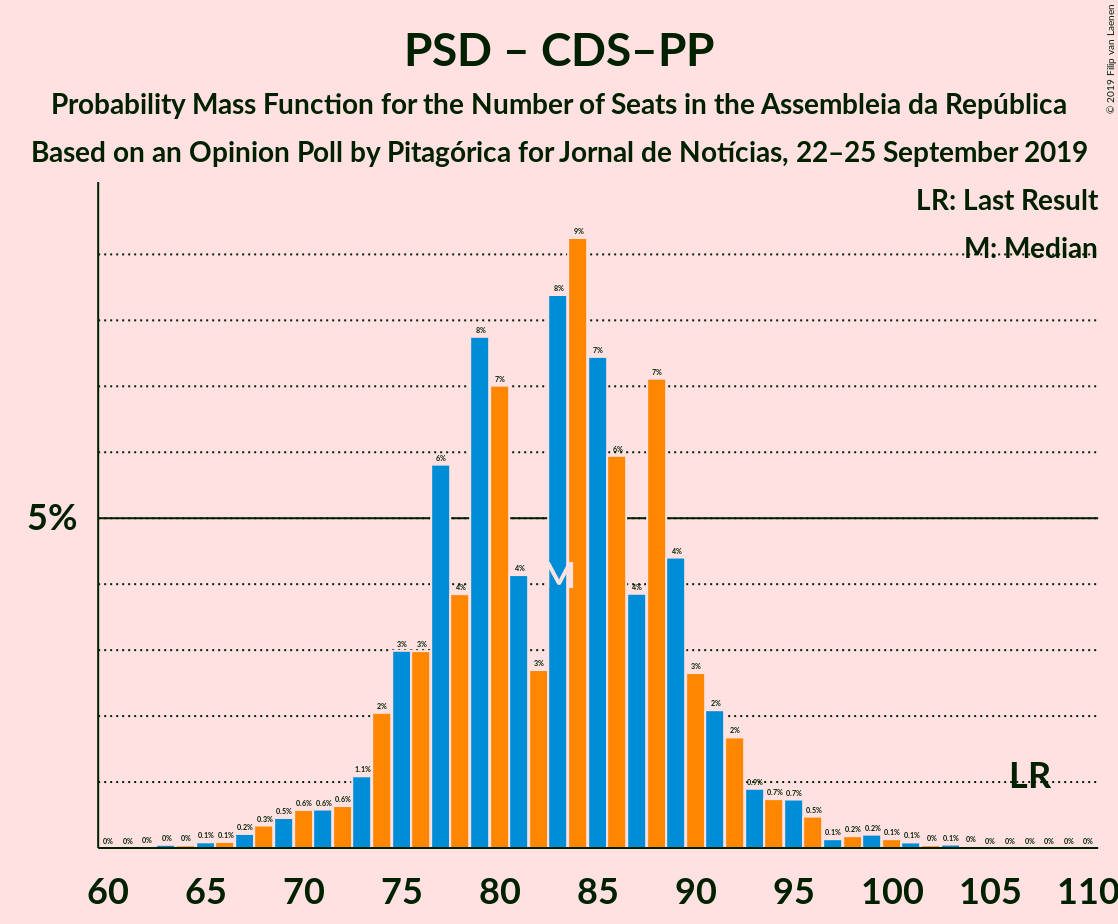 PSD – CDS–PP
Probability Mass Function for the Number of Seats in the Assembleia da República
Based on an Opinion Poll by Pitagórica for Jornal de Notícias, 22–25 September 2019
© 2019 Filip van Laenen
LR: Last Result
M: Median
5%
0% 0% 0% 0% 0% 0.1% 0.1% 0.2% 0.3% 0.5% 0.6% 0.6% 0.6% 1.1% 2% 3% 3% 6% 4% 8% 7% 4% 3% 8% 9% 7% 6% 4% 7% 4% 3% 2% 2% 0.9% 0.7% 0.7% 0.5% 0.1% 0.2% 0.2% 0.1% 0.1% 0% 0.1% 0% 0% 0% 0% 0% 0% 0%
M
LR
60 65 70 75 80 85 90 95 100 105 110